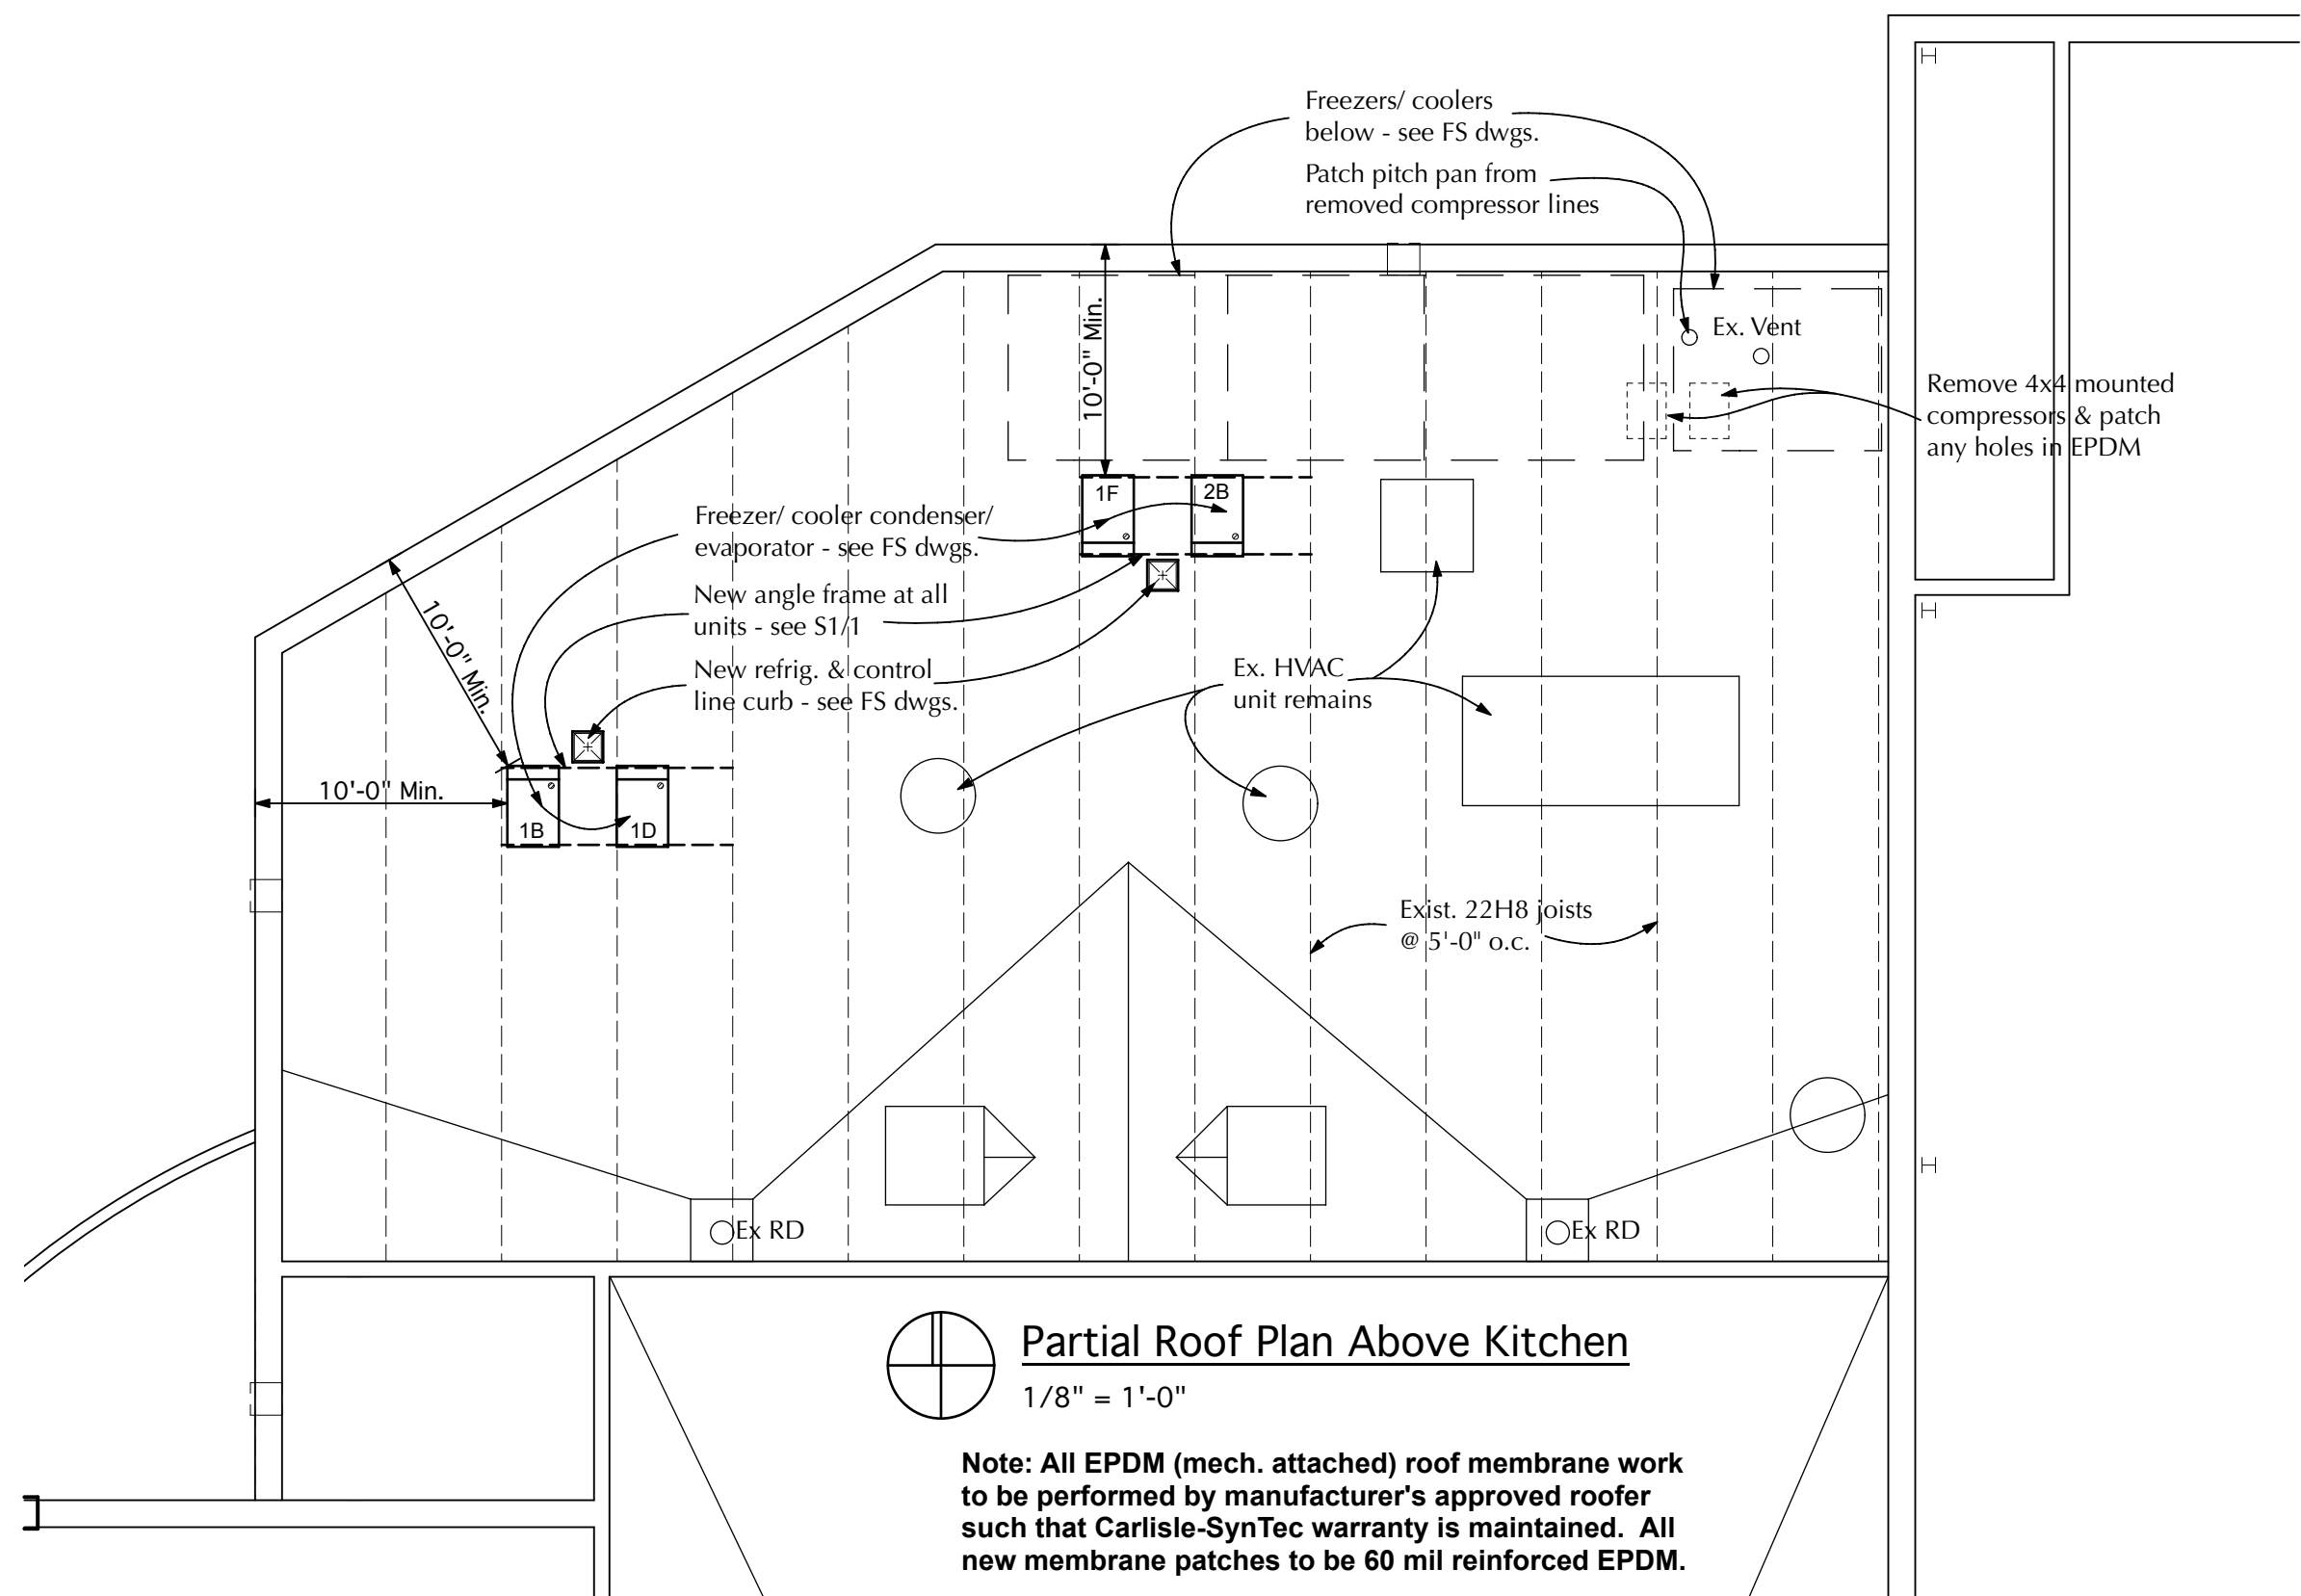 Freezers/ coolers
below - see FS dwgs.
Patch pitch pan from
removed compressor lines
10'-0" Min.
Ex. Vent
Remove 4x4 mounted
compressors & patch
any holes in EPDM
1F
2B
Freezer/ cooler condenser/
evaporator - see FS dwgs.
New angle frame at all
units - see S1/1
New refrig. & control
line curb - see FS dwgs.
10'-0" Min.
Ex. HVAC
unit remains
10'-0" Min.
1B
1D
Exist. 22H8 joists
@ 5'-0" o.c.
Ex RD
Ex RD
Partial Roof Plan Above Kitchen
1/8" = 1'-0"
Note: All EPDM (mech. attached) roof membrane work
to be performed by manufacturer's approved roofer
such that Carlisle-SynTec warranty is maintained.  All
new membrane patches to be 60 mil reinforced EPDM.